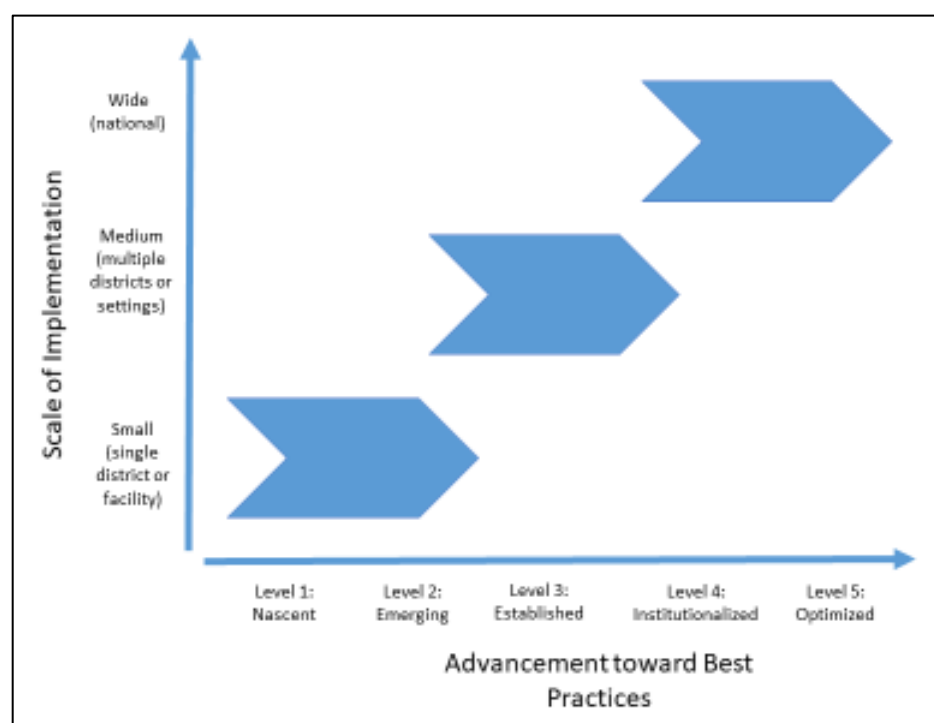 Wide
(national)
Medium
(multiple
districts or
settings)
Small
(single
district or
facility)
Scale of Implementation
Level 1:
Nascent
Level 2:
Emerging
Level 3:
Established
Level 4:
Institutionalized
Level 5:
Optimized
Advancement toward Best
Practices